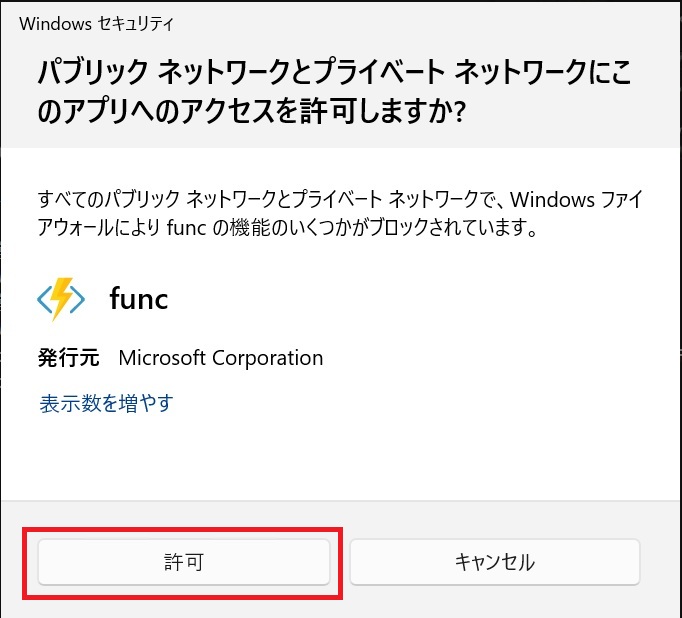 Windows セキュリティ
パブリック ネットワークとプライベート ネットワークにこ
のアプリへのアクセスを許可しますか?
すべてのパブリック ネットワークとプライベート ネットワークで、Windows ファイ
アウォールにより func の機能のいくつかがブロックされています。
func
発行元 Microsoft Corporation
表示数を増やす
許可 キャンセル